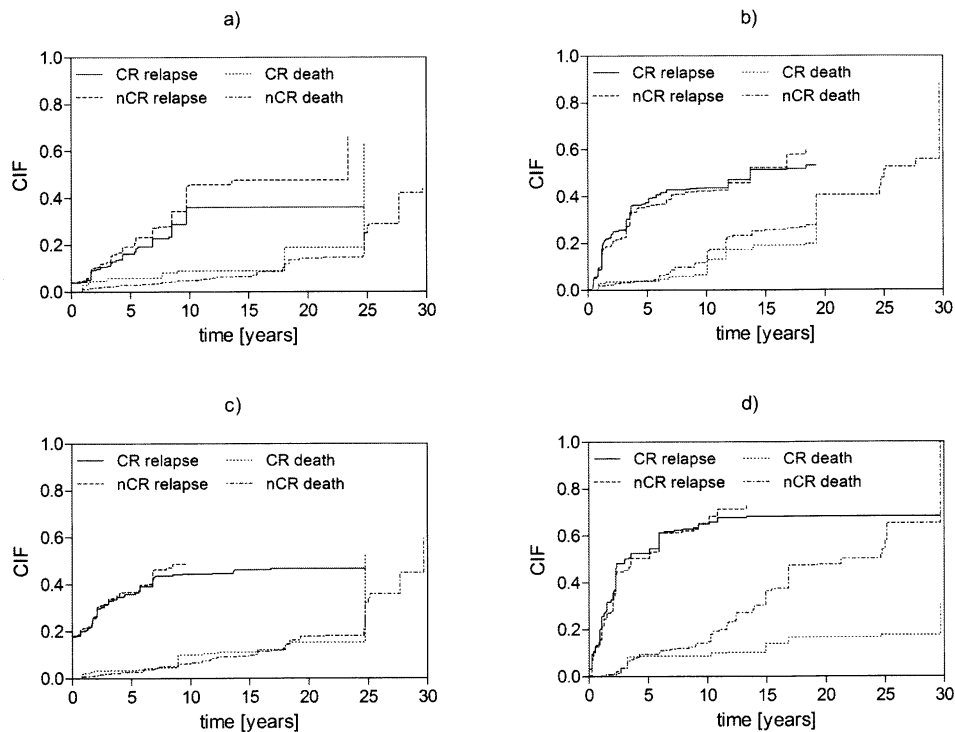 a)
1.0
0.8
0.6
0.4
0.2
0.0
CIF
CR relapse
nCR relapse
CR death
nCR death
0 5 10 15 20 25 30
time [years]
b)
1.0
0.8
0.6
0.4
0.2
0.0
CIF
CR relapse
nCR relapse
CR death
nCR death
0 5 10 15 20 25 30
time [years]
c)
1.0
0.8
0.6
0.4
0.2
0.0
CIF
CR relapse
nCR relapse
CR death
nCR death
0 5 10 15 20 25 30
time [years]
d)
1.0
0.8
0.6
0.4
0.2
0.0
CIF
CR relapse
nCR relapse
CR death
nCR death
0 5 10 15 20 25 30
time [years]